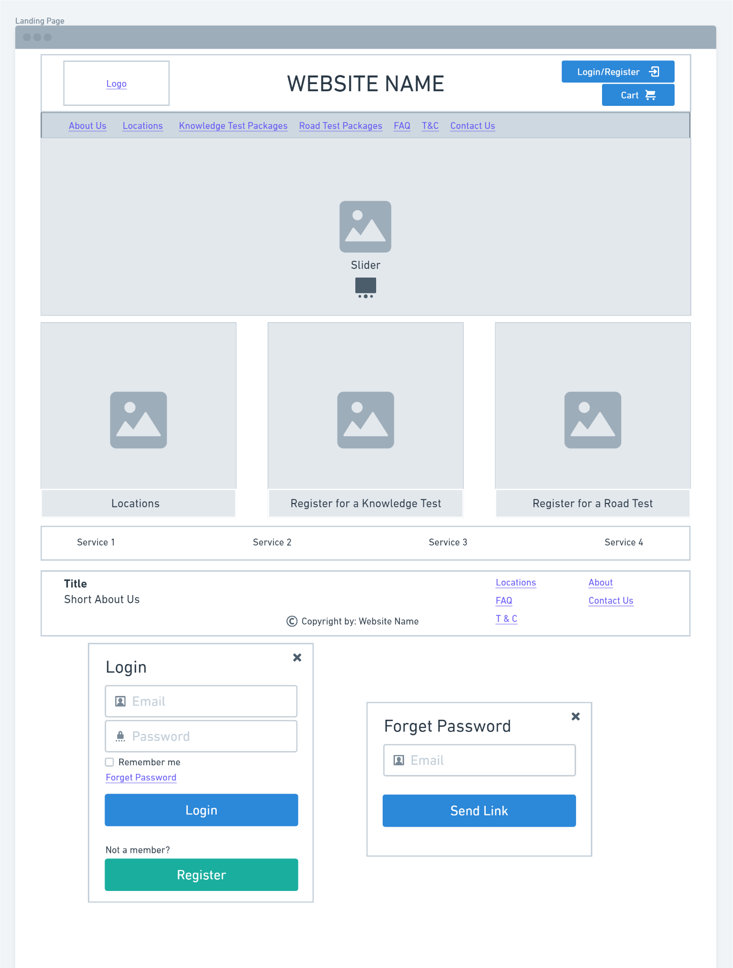 Landing Page
Logo
WEBSITE NAME
Login/Register
Cart
About Us Locations Knowledge Test Packages Road Test Packages FAQ T&C Contact Us
Slider
Locations Register for a Knowledge Test Register for a Road Test
Service 1 Service 2 Service 3 Service 4
Title
Short About Us
© Copyright by: Website Name
Locations About
FAQ Contact Us
T & C
Login
Email
Password
Remember me
Forget Password
Login
Not a member?
Register
Forget Password
Email
Send Link